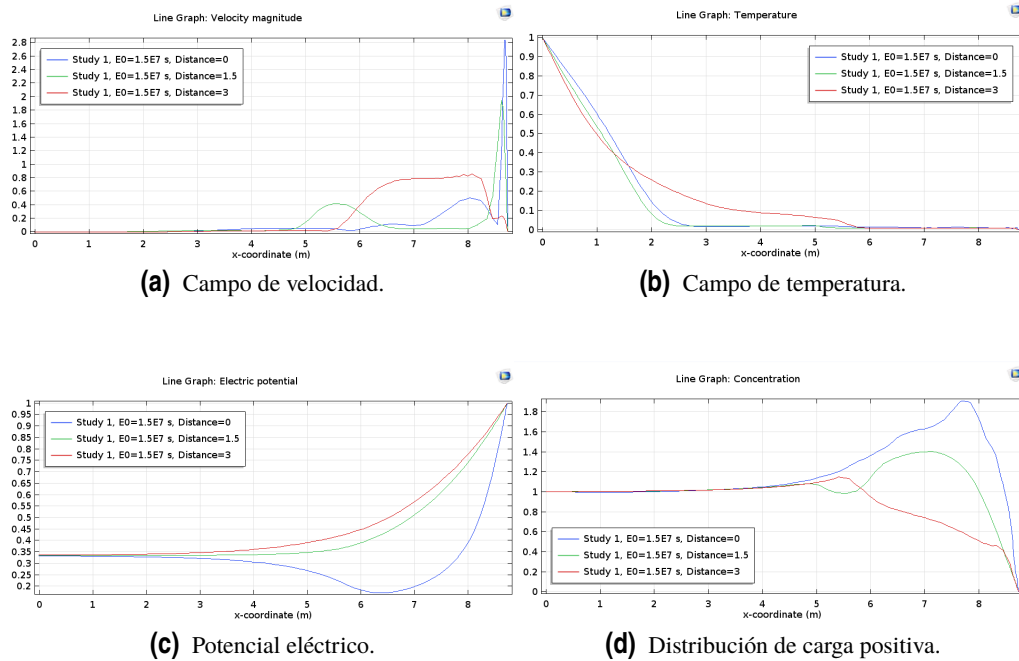 Line Graph: Velocity magnitude
2.8
2.6
2.4
2.2
2
1.8
1.6
1.4
1.2
1
0.8
0.6
0.4
0.2
0
Study 1, E0=1.5E7 s, Distance=0
Study 1, E0=1.5E7 s, Distance=1.5
Study 1, E0=1.5E7 s, Distance=3
0 1 2 3 4 5 6 7 8
x-coordinate (m)
(a) Campo de velocidad.
Line Graph: Temperature
1
0.9
0.8
0.7
0.6
0.5
0.4
0.3
0.2
0.1
0
Study 1, E0=1.5E7 s, Distance=0
Study 1, E0=1.5E7 s, Distance=1.5
Study 1, E0=1.5E7 s, Distance=3
0 1 2 3 4 5 6 7 8
x-coordinate (m)
(b) Campo de temperatura.
Line Graph: Electric potential
1
0.95
0.9
0.85
0.8
0.75
0.7
0.65
0.6
0.55
0.5
0.45
0.4
0.35
0.3
0.25
0.2
Study 1, E0=1.5E7 s, Distance=0
Study 1, E0=1.5E7 s, Distance=1.5
Study 1, E0=1.5E7 s, Distance=3
0 1 2 3 4 5 6 7 8
x-coordinate (m)
(c) Potencial eléctrico.
Line Graph: Concentration
1.8
1.6
1.4
1.2
1
0.8
0.6
0.4
0.2
0
Study 1, E0=1.5E7 s, Distance=0
Study 1, E0=1.5E7 s, Distance=1.5
Study 1, E0=1.5E7 s, Distance=3
0 1 2 3 4 5 6 7 8
x-coordinate (m)
(d) Distribución de carga positiva.